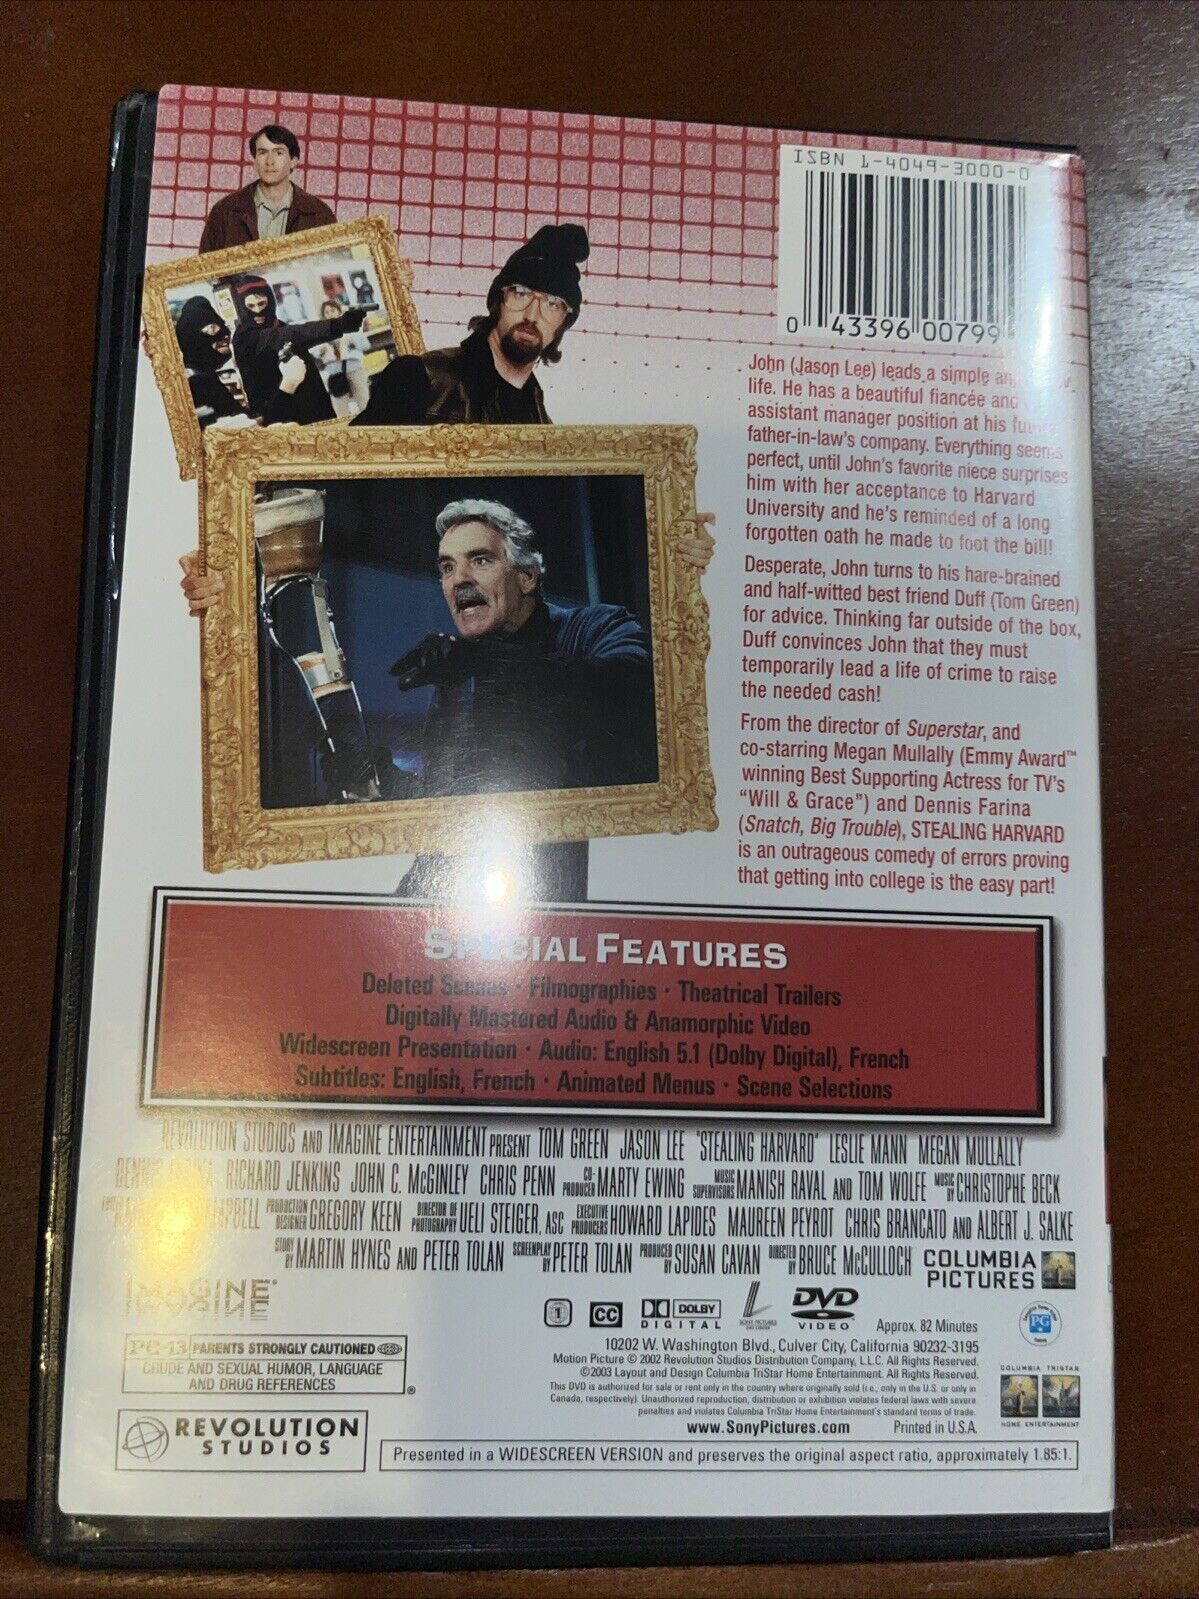 ISBN 1-4049-3000-0
0 43396 00799
John (Jason Lee) leads a simple
life. He has a beautiful fiancée and
assistant manager position at his
father-in-law's company. Everything seems
perfect, until John's favorite niece surprises
him with her acceptance to Harvard
University and he's reminded of a long
forgotten oath he made to foot the bill!
Desperate, John turns to his hare-brained
and half-witted best friend Duff (Tom Green)
for advice. Thinking far outside of the box,
Duff convinces John that they must
temporarily lead a life of crime to raise
the needed cash!
From the director of Superstar, and
co-starring Megan Mullally (Emmy Award™
winning Best Supporting Actress for TV's
"Will & Grace") and Dennis Farina
(Snatch, Big Trouble), STEALING HARVARD
is an outrageous comedy of errors proving
that getting into college is the easy part!
SPECIAL FEATURES
Deleted Scenes · Filmographies · Theatrical Trailers
Digitally Mastered Audio & Anamorphic Video
Widescreen Presentation · Audio: English 5.1 (Dolby Digital), French
Subtitles: English, French · Animated Menus · Scene Selections
REVOLUTION STUDIOS AND IMAGINE ENTERTAINMENT PRESENT TOM GREEN JASON LEE "STEALING HARVARD" LESLIE MANN MEGAN MULLALLY
RICHARD JENKINS JOHN C. McGINLEY CHRIS PENN CO-PRODUCER MARTY EWING MUSIC SUPERVISORS MANISH RAVAL AND TOM WOLFE MUSIC BY CHRISTOPHE BECK
PRODUCTION DESIGNER GREGORY KEEN DIRECTOR OF PHOTOGRAPHY UELI STEIGER, ASC EXECUTIVE PRODUCERS HOWARD LAPIDES MAUREEN PEYROT CHRIS BRANCATO AND ALBERT J. SALKE
STORY BY MARTIN HYNES AND PETER TOLAN SCREENPLAY BY PETER TOLAN PRODUCED BY SUSAN CAVAN DIRECTED BY BRUCE McCULLOCH
COLUMBIA
PICTURES
IMAGINE
1 CC DOLBY DIGITAL SONY PICTURES DVD CENTER DVD VIDEO Approx. 82 Minutes
PG
PG-13 PARENTS STRONGLY CAUTIONED
CRUDE AND SEXUAL HUMOR, LANGUAGE
AND DRUG REFERENCES ®
10202 W. Washington Blvd., Culver City, California 90232-3195
Motion Picture © 2002 Revolution Studios Distribution Company, L.L.C. All Rights Reserved.
©2003 Layout and Design Columbia TriStar Home Entertainment. All Rights Reserved.
This DVD is authorized for sale or rent only in the country where originally sold (i.e., only in the U.S. or only in
Canada, respectively). Unauthorized reproduction, distribution or exhibition violates federal laws with severe
penalties and violates Columbia TriStar Home Entertainment's standard terms of trade.
www.SonyPictures.com Printed in U.S.A.
COLUMBIA TRISTAR
HOME ENTERTAINMENT
REVOLUTION
STUDIOS
Presented in a WIDESCREEN VERSION and preserves the original aspect ratio, approximately 1.85:1.